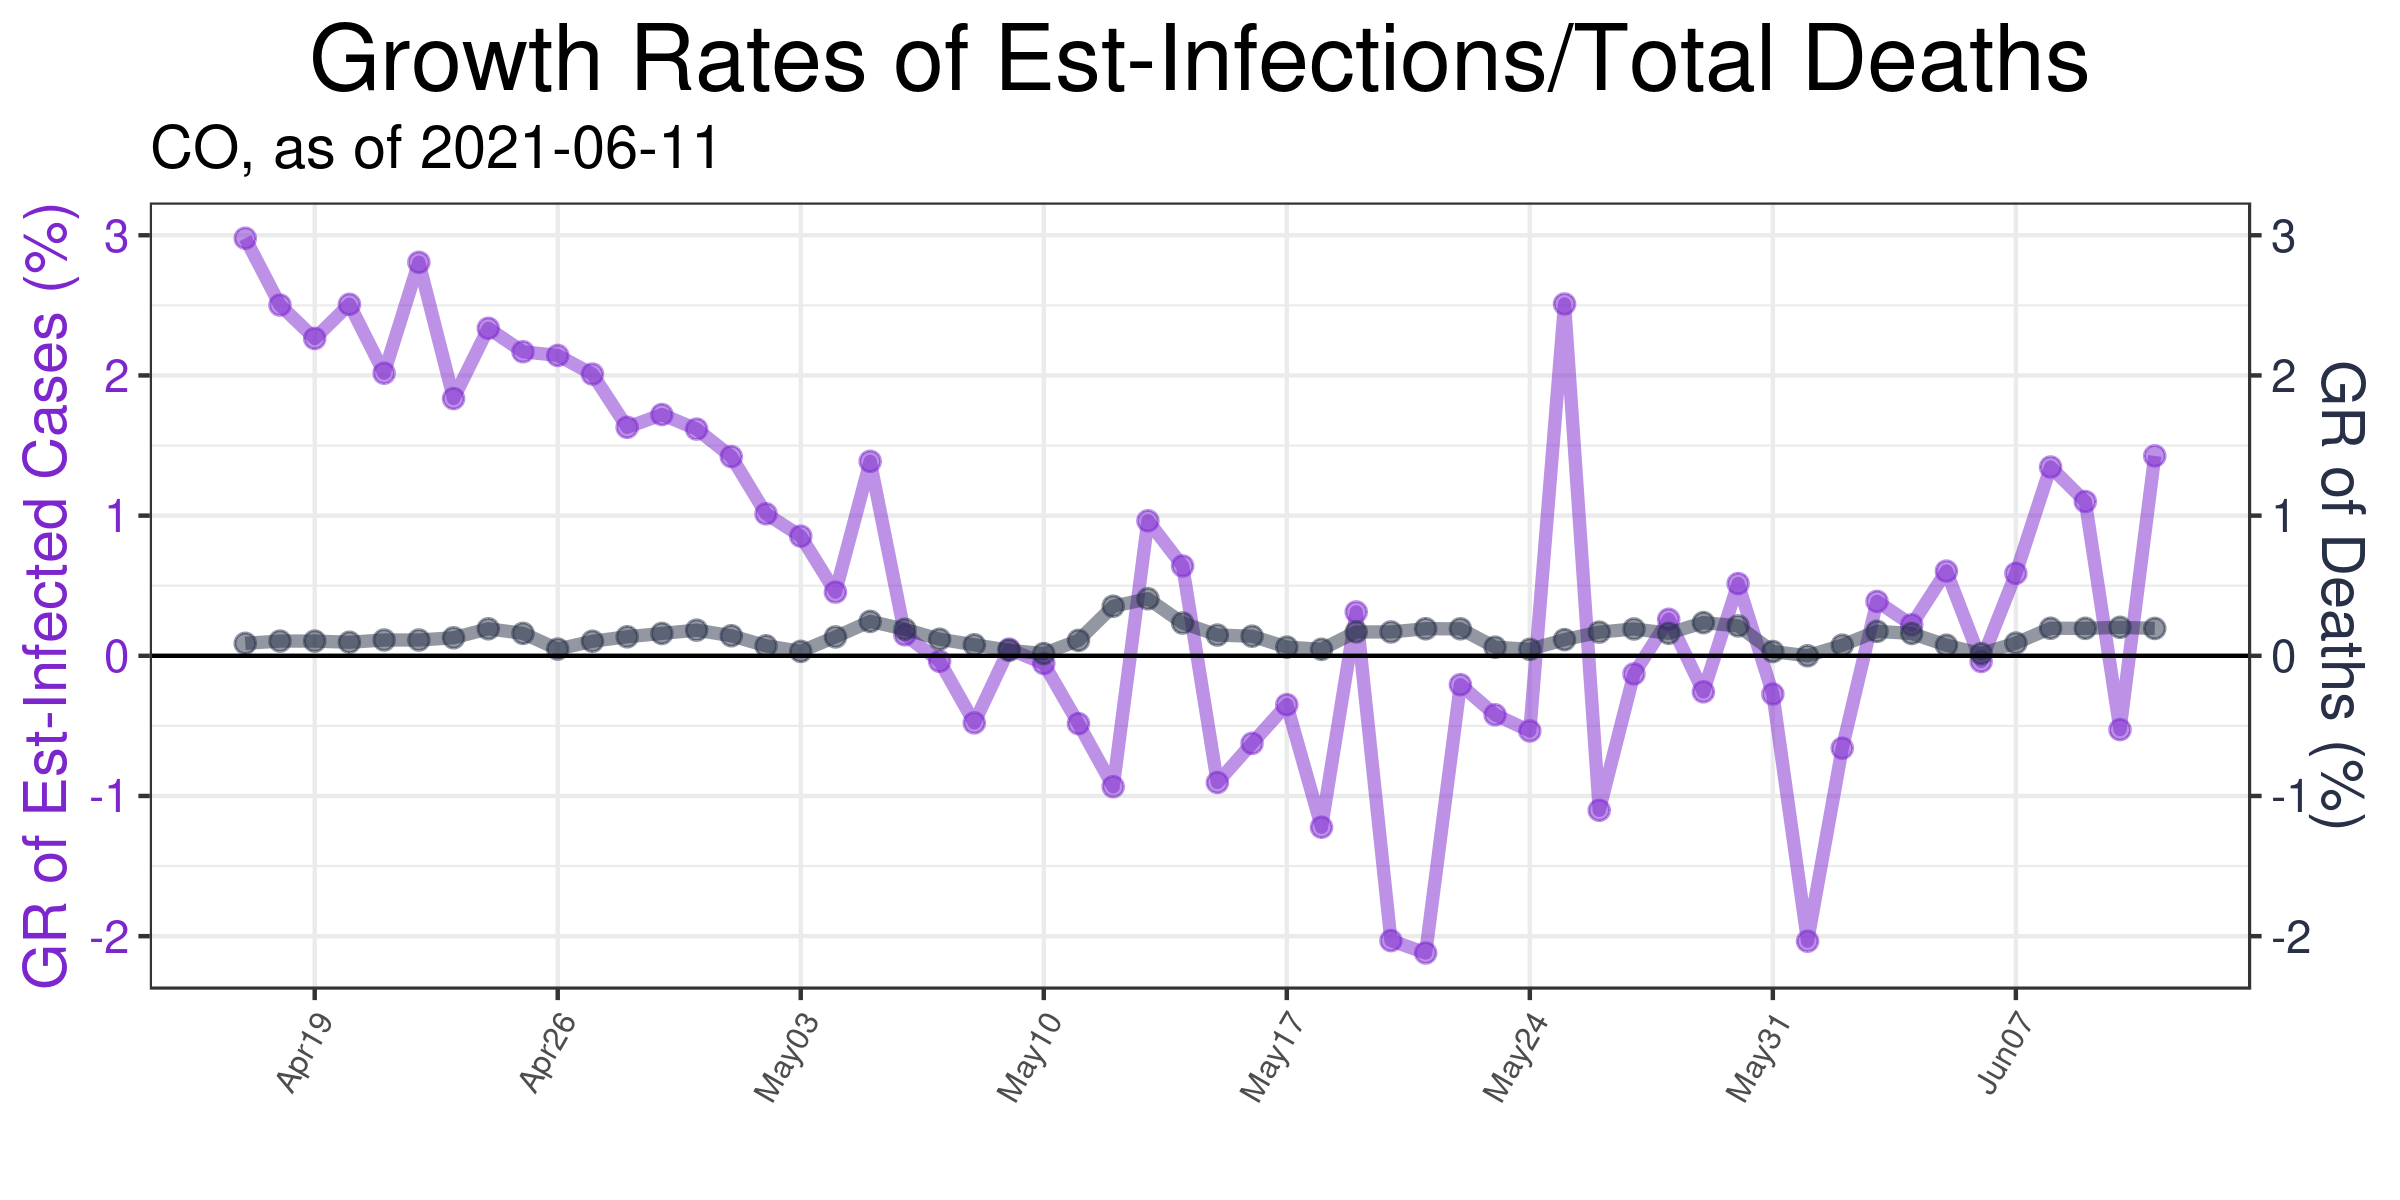 Growth Rates of Est-Infections/Total Deaths
CO, as of 2021-06-11
GR of Est-Infected Cases (%)
3
2
1
0
-1
-2
3
2
1
0
-1
-2
GR of Deaths (%)
Apr19
Apr26
May03
May10
May17
May24
May31
Jun07